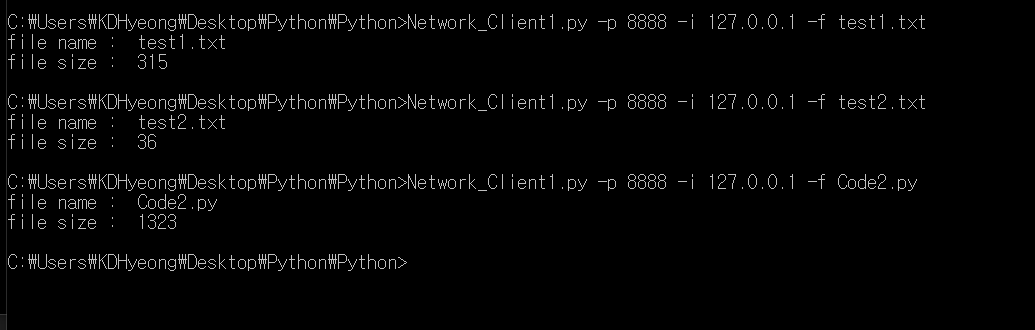 C:₩Users₩KDHyeong₩Desktop₩Python₩Python>Network_Client1.py -p 8888 -i 127.0.0.1 -f test1.txt
file name :  test1.txt
file size :  315
C:₩Users₩KDHyeong₩Desktop₩Python₩Python>Network_Client1.py -p 8888 -i 127.0.0.1 -f test2.txt
file name :  test2.txt
file size :  36
C:₩Users₩KDHyeong₩Desktop₩Python₩Python>Network_Client1.py -p 8888 -i 127.0.0.1 -f Code2.py
file name :  Code2.py
file size :  1323
C:₩Users₩KDHyeong₩Desktop₩Python₩Python>